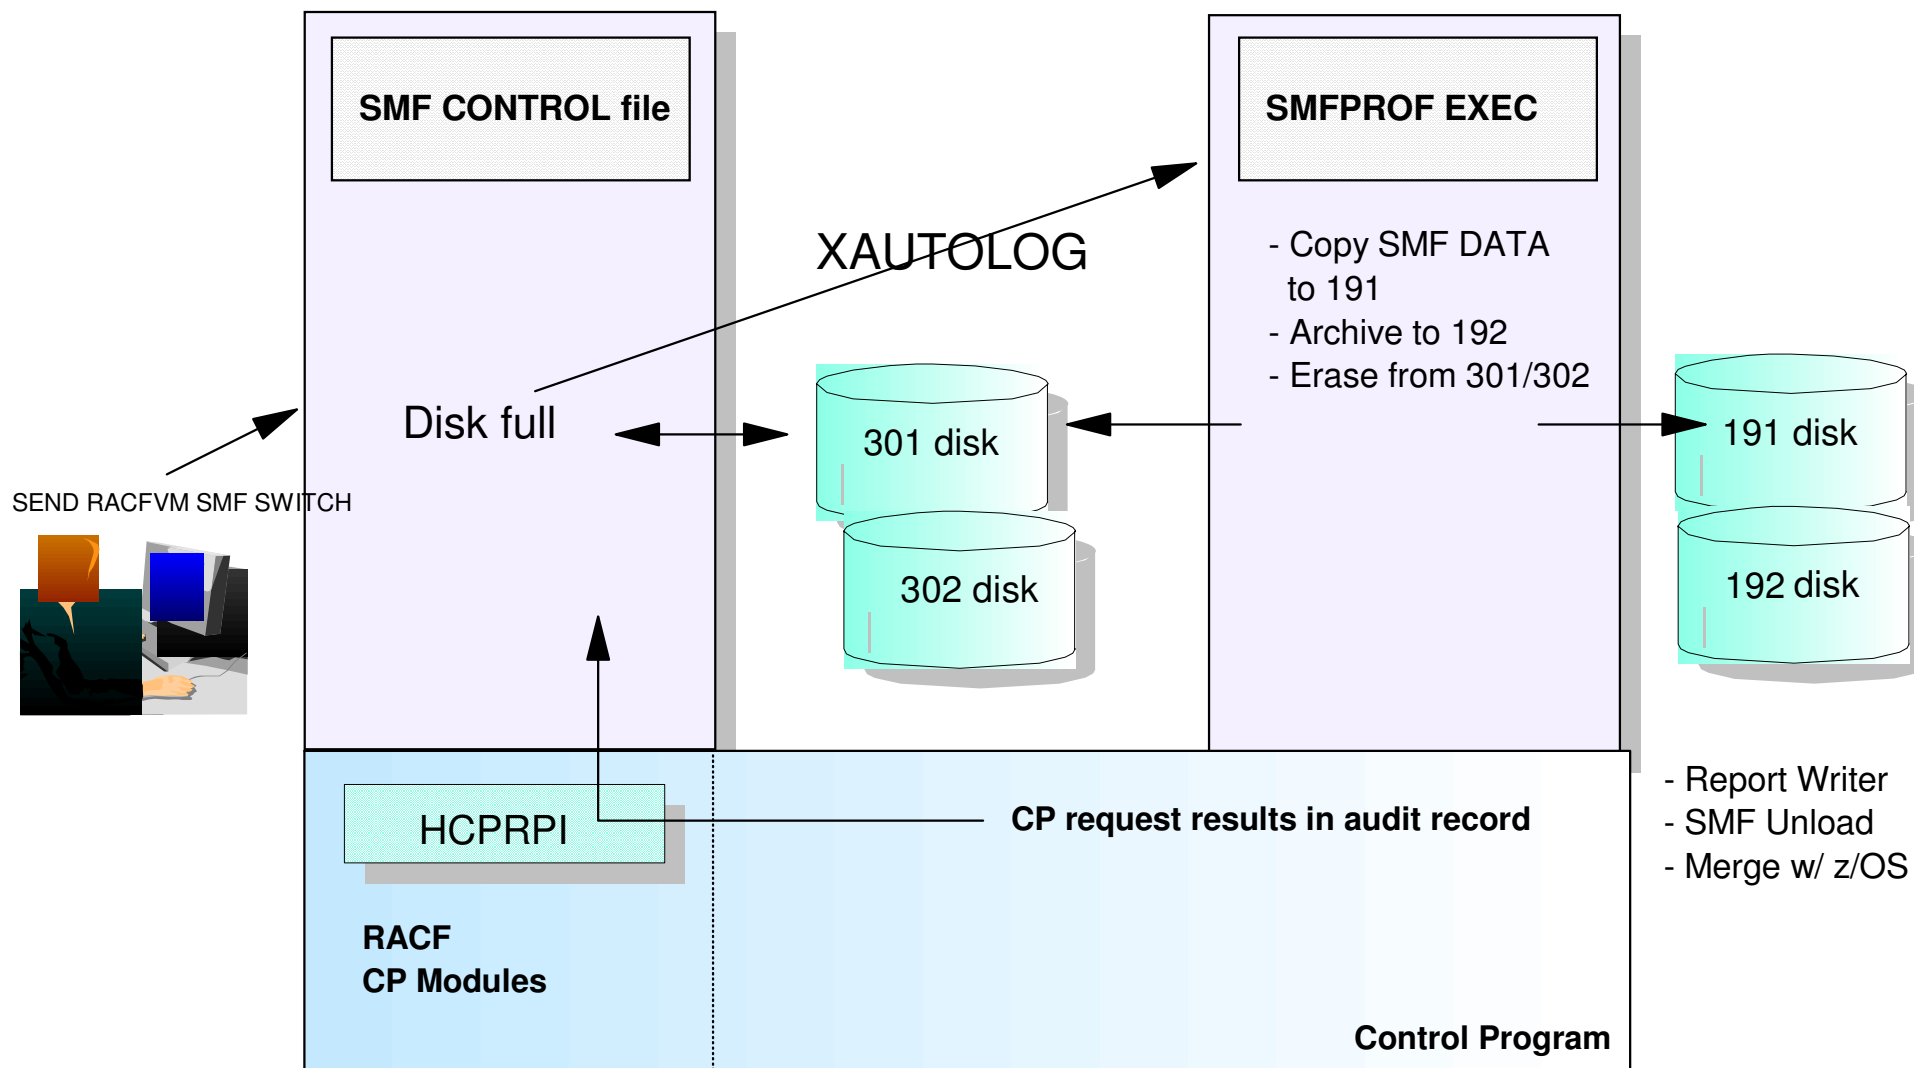 SMF CONTROL file
SMFPROF EXEC
XAUTOLOG
- Copy SMF DATA
to 191
- Archive to 192
- Erase from 301/302
Disk full
301 disk
191 disk
SEND RACFVM SMF SWITCH
302 disk
192 disk
- Report Writer
- SMF Unload
- Merge w/ z/OS
HCPRPI
CP request results in audit record
RACF
CP Modules
Control Program